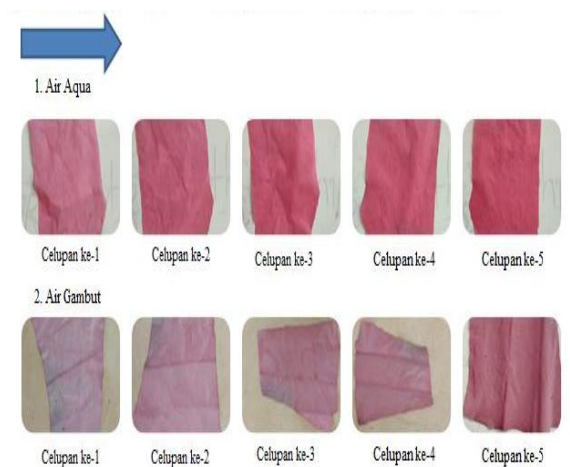 1. Air Aqua
Celupan ke-1
Celupan ke-2
Celupan ke-3
Celupan ke-4
Celupan ke-5
2. Air Gambut
Celupan ke-1
Celupan ke-2
Celupan ke-3
Celupan ke-4
Celupan ke-5